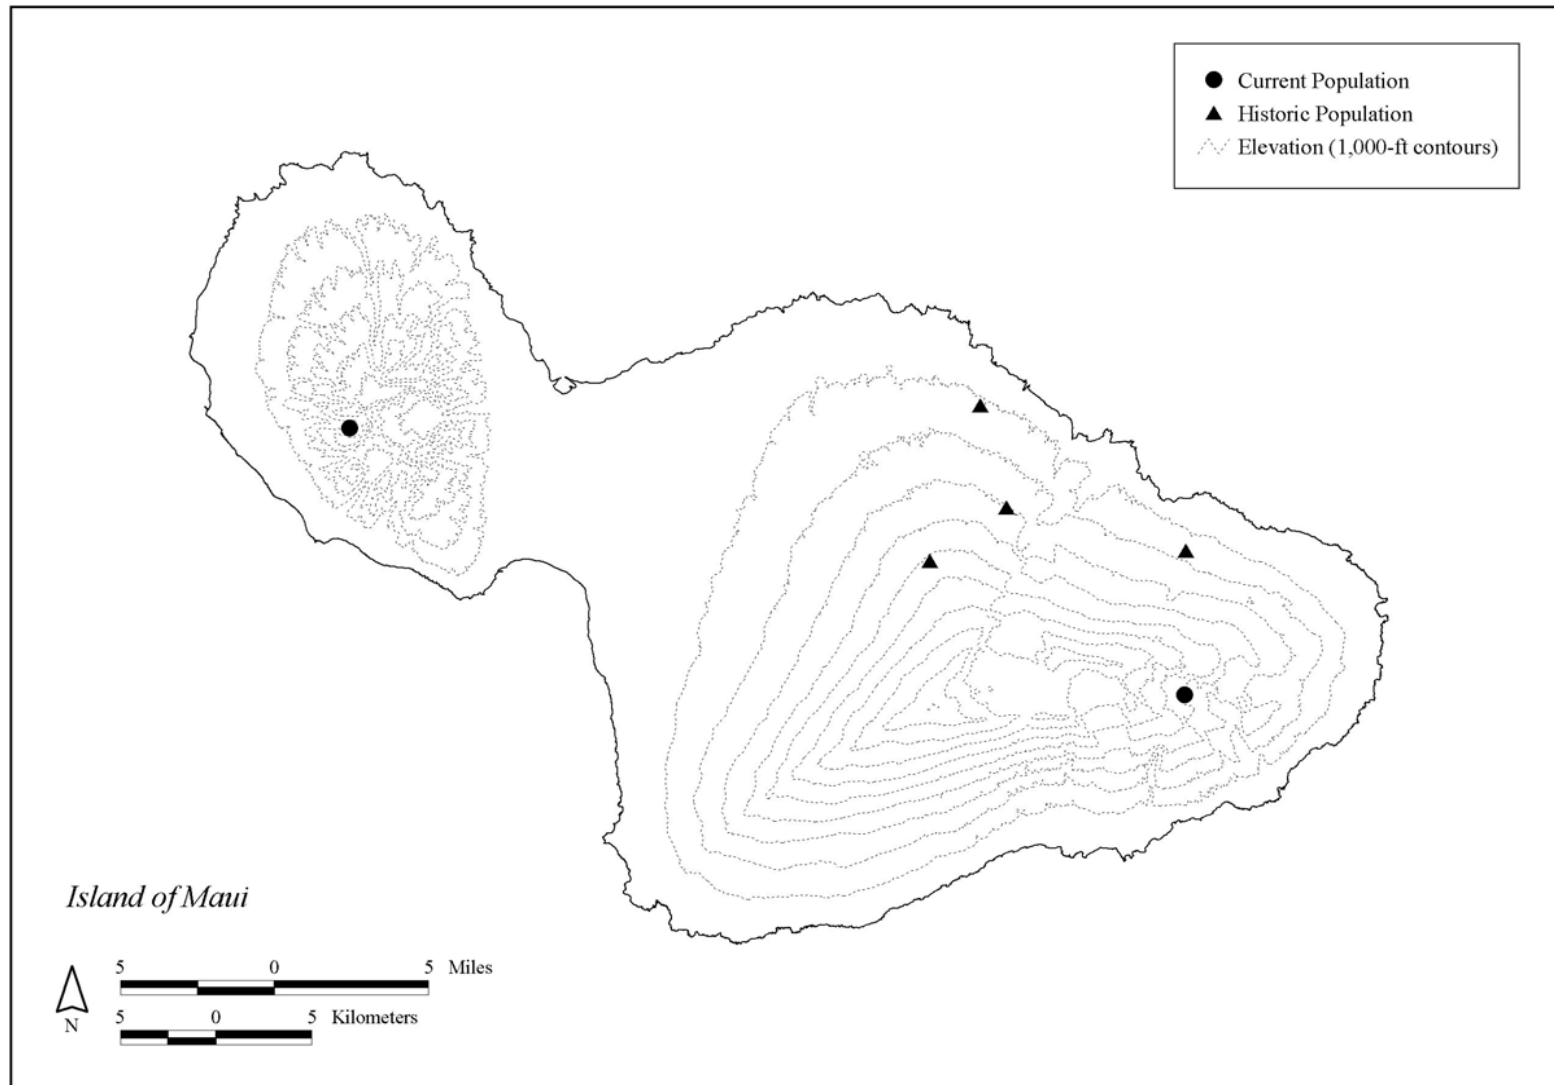 Current Population
Historic Population
Elevation (1,000-ft contours)
Island of Maui
5 0 5 Miles
5 0 5 Kilometers
N